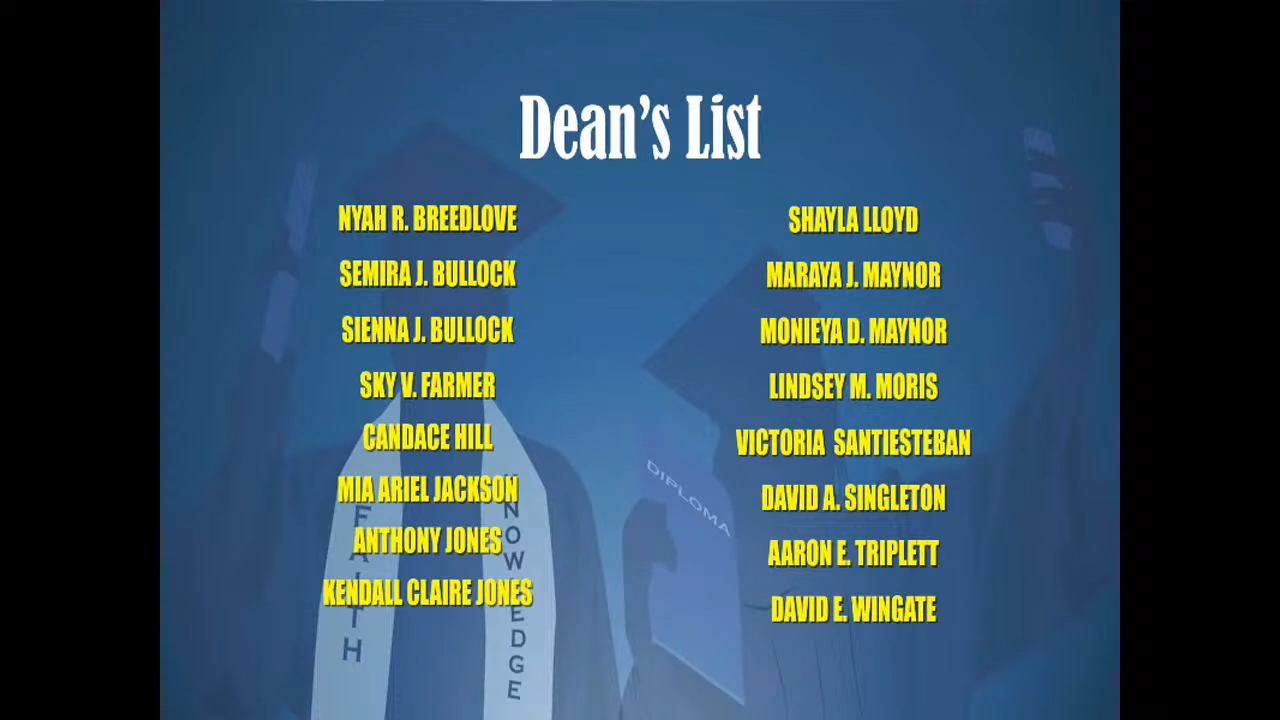 Dean's List
NYAH R. BREEDLOVE
SEMIRA J. BULLOCK
SIENNA J. BULLOCK
SKY V. FARMER
CANDACE HILL
MIA ARIEL JACKSON
ANTHONY JONES
KENDALL CLAIRE JONES
SHAYLA LLOYD
MARAYA J. MAYNOR
MONIEYA D. MAYNOR
LINDSEY M. MORIS
VICTORIA SANTIESTEBAN
DAVID A. SINGLETON
AARON E. TRIPLETT
DAVID E. WINGATE
FAITH
KNOWLEDGE
DIPLOMA